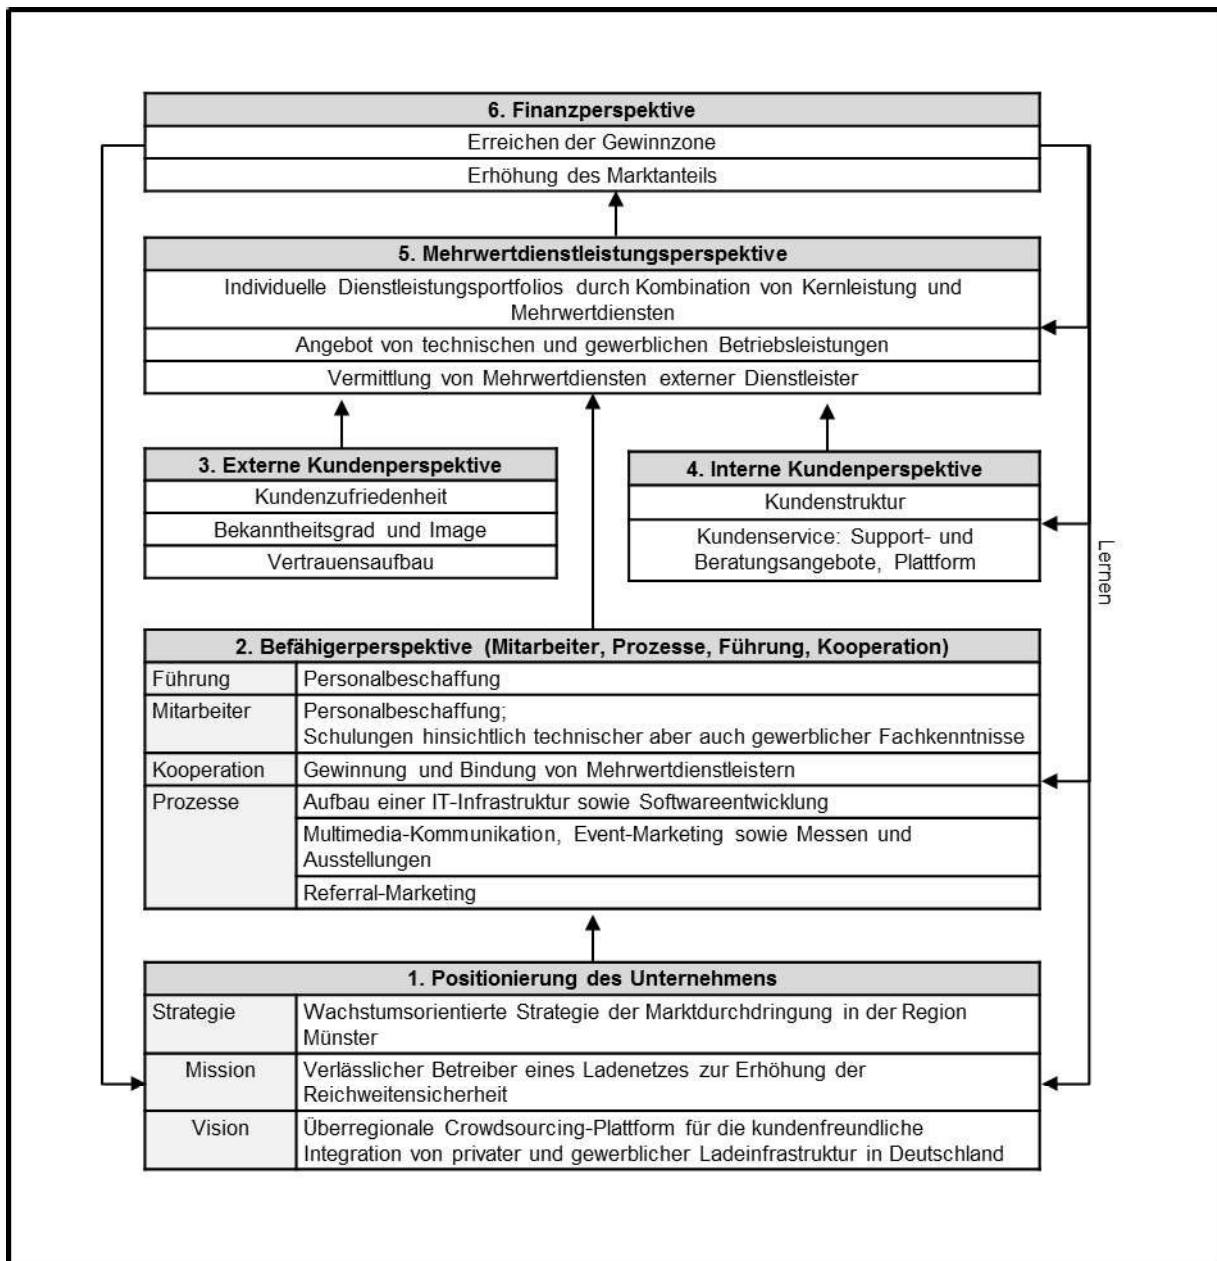 6. Finanzperspektive
Erreichen der Gewinnzone
Erhöhung des Marktanteils
5. Mehrwertdienstleistungsperspektive
Individuelle Dienstleistungsportfolios durch Kombination von Kernleistung und
Mehrwertdiensten
Angebot von technischen und gewerblichen Betriebsleistungen
Vermittlung von Mehrwertdiensten externer Dienstleister
3. Externe Kundenperspektive
Kundenzufriedenheit
Bekanntheitsgrad und Image
Vertrauensaufbau
4. Interne Kundenperspektive
Kundenstruktur
Kundenservice: Support- und
Beratungsangebote, Plattform
Lernen
2. Befähigerperspektive (Mitarbeiter, Prozesse, Führung, Kooperation)
Führung Personalbeschaffung
Mitarbeiter Personalbeschaffung;
Schulungen hinsichtlich technischer aber auch gewerblicher Fachkenntnisse
Kooperation Gewinnung und Bindung von Mehrwertdienstleistern
Prozesse Aufbau einer IT-Infrastruktur sowie Softwareentwicklung
Multimedia-Kommunikation, Event-Marketing sowie Messen und
Ausstellungen
Referral-Marketing
1. Positionierung des Unternehmens
Strategie Wachstumsorientierte Strategie der Marktdurchdringung in der Region
Münster
Mission Verlässlicher Betreiber eines Ladenetzes zur Erhöhung der
Reichweitensicherheit
Vision Überregionale Crowdsourcing-Plattform für die kundenfreundliche
Integration von privater und gewerblicher Ladeinfrastruktur in Deutschland